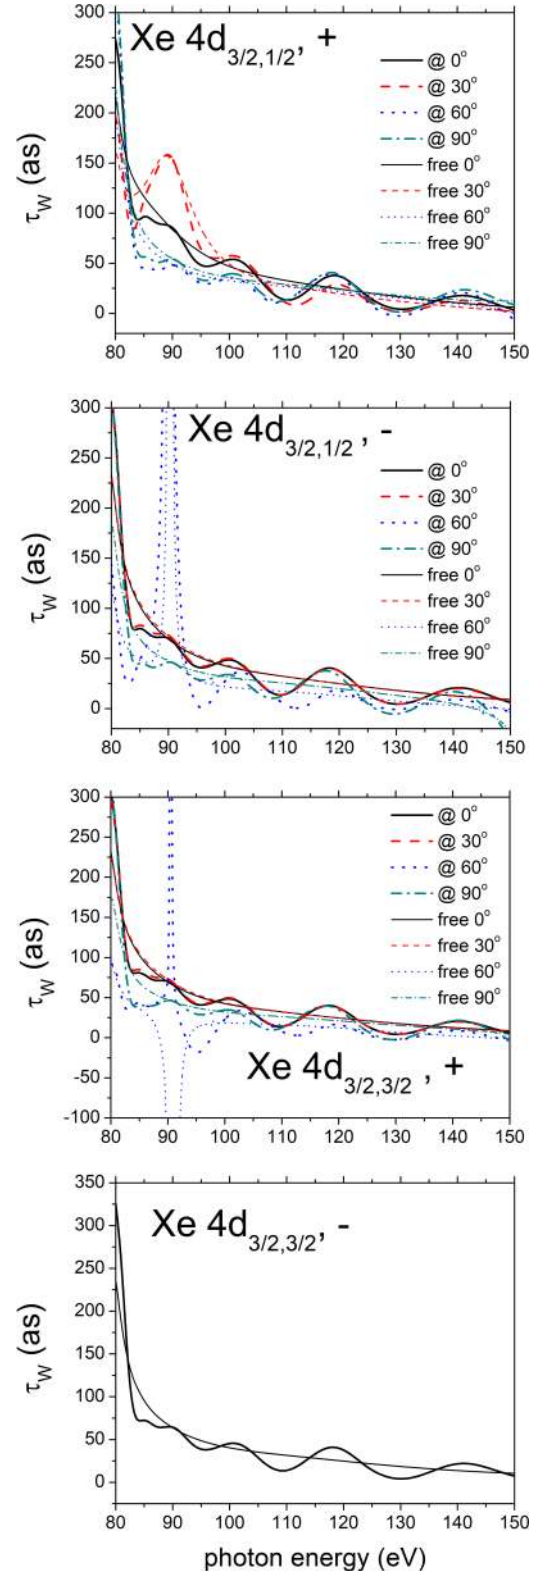 Xe 4d3/2,1/2, +
@ 0°
@ 30°
@ 60°
@ 90°
free 0°
free 30°
free 60°
free 90°
τW (as)
300
250
200
150
100
50
0
80 90 100 110 120 130 140 150
Xe 4d3/2,1/2, -
@ 0°
@ 30°
@ 60°
@ 90°
free 0°
free 30°
free 60°
free 90°
τW (as)
300
250
200
150
100
50
0
80 90 100 110 120 130 140 150
@ 0°
@ 30°
@ 60°
@ 90°
free 0°
free 30°
free 60°
free 90°
τW (as)
300
250
200
150
100
50
0
-50
-100
Xe 4d3/2,3/2, +
80 90 100 110 120 130 140 150
Xe 4d3/2,3/2, -
τW (as)
350
300
250
200
150
100
50
0
80 90 100 110 120 130 140 150
photon energy (eV)